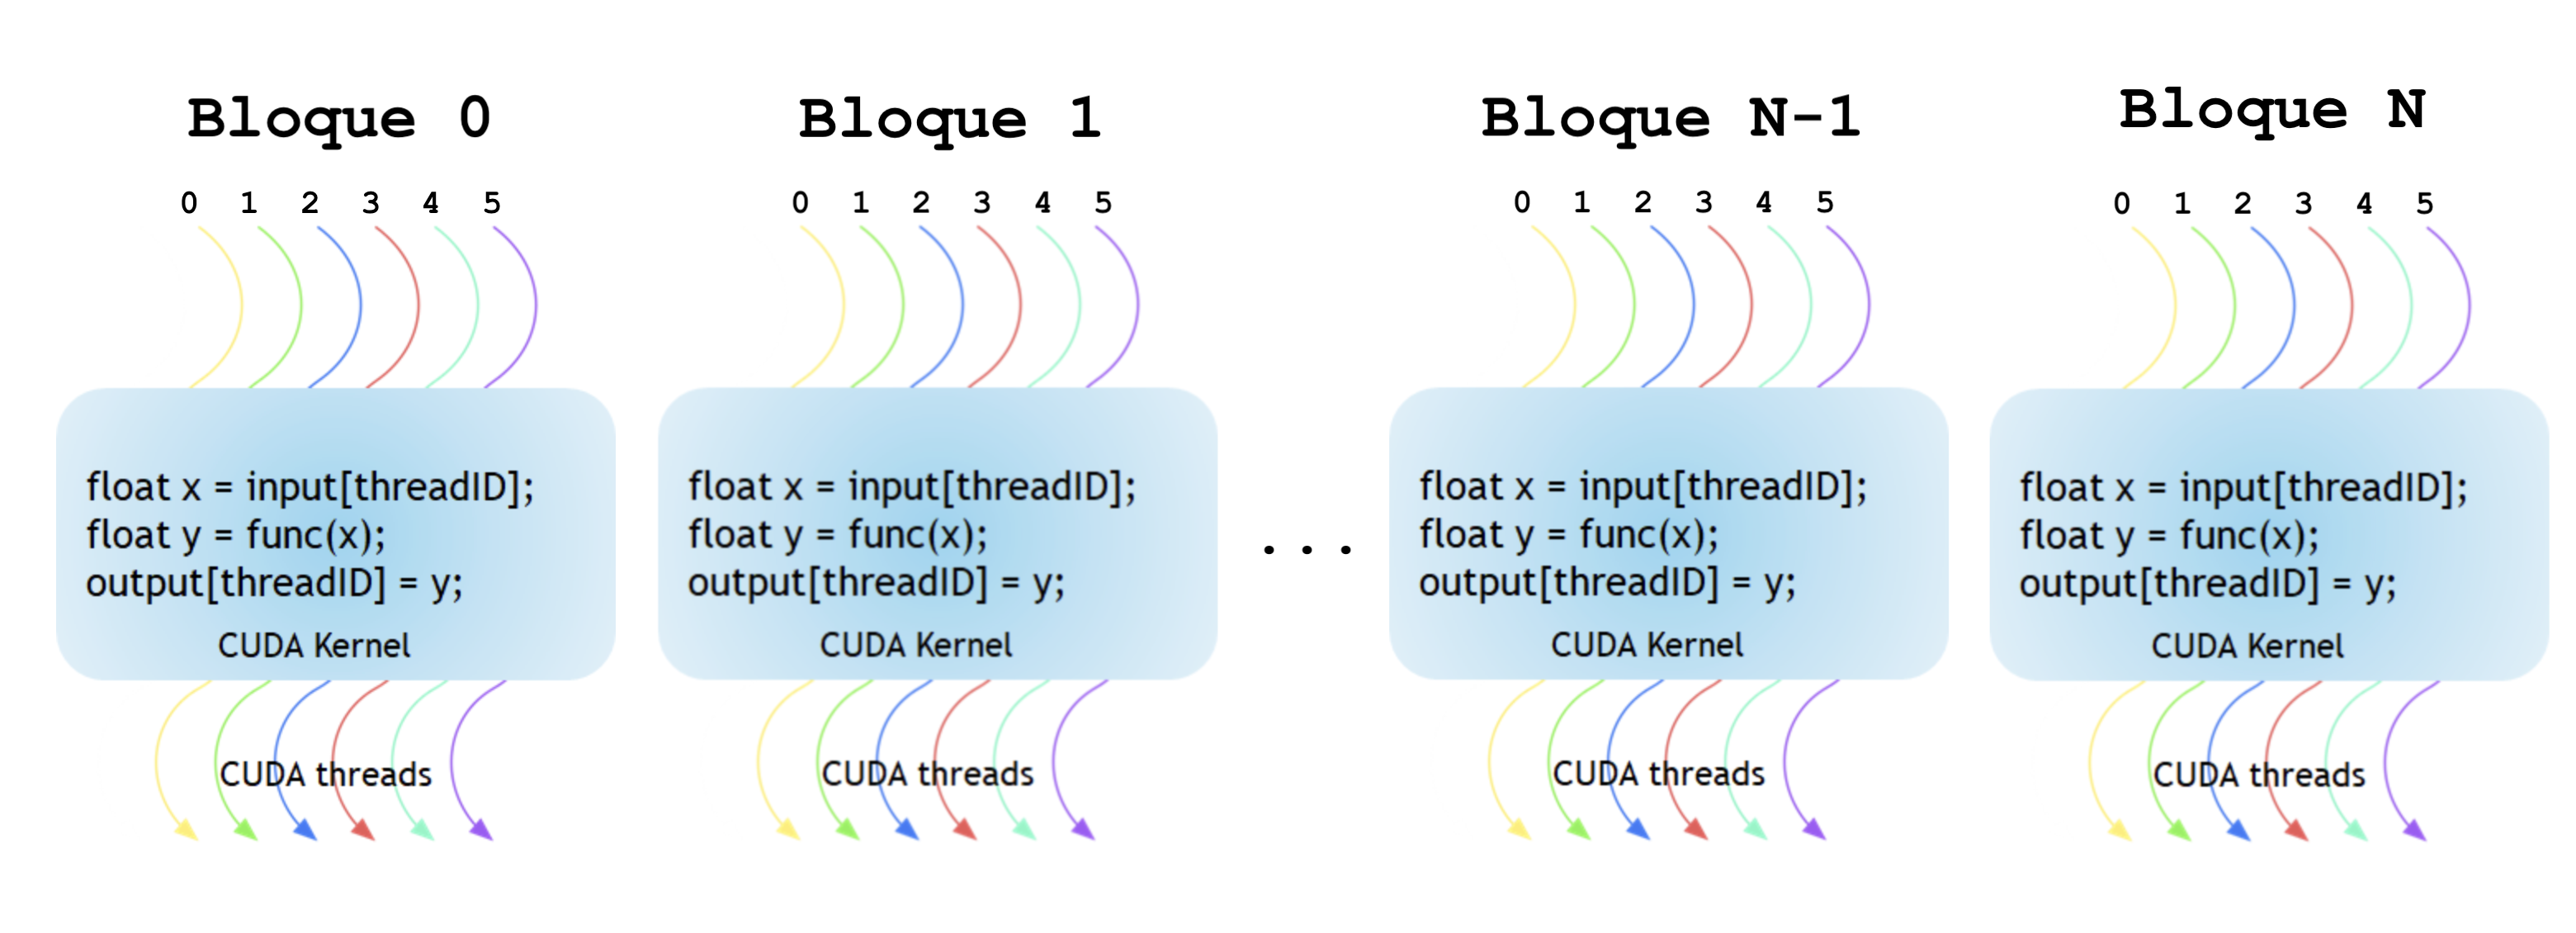 Bloque 0
0 1 2 3 4 5
float x = input[threadID];
float y = func(x);
output[threadID] = y;
CUDA Kernel
CUDA threads
Bloque 1
0 1 2 3 4 5
float x = input[threadID];
float y = func(x);
output[threadID] = y;
CUDA Kernel
CUDA threads
...
Bloque N-1
0 1 2 3 4 5
float x = input[threadID];
float y = func(x);
output[threadID] = y;
CUDA Kernel
CUDA threads
Bloque N
0 1 2 3 4 5
float x = input[threadID];
float y = func(x);
output[threadID] = y;
CUDA Kernel
CUDA threads